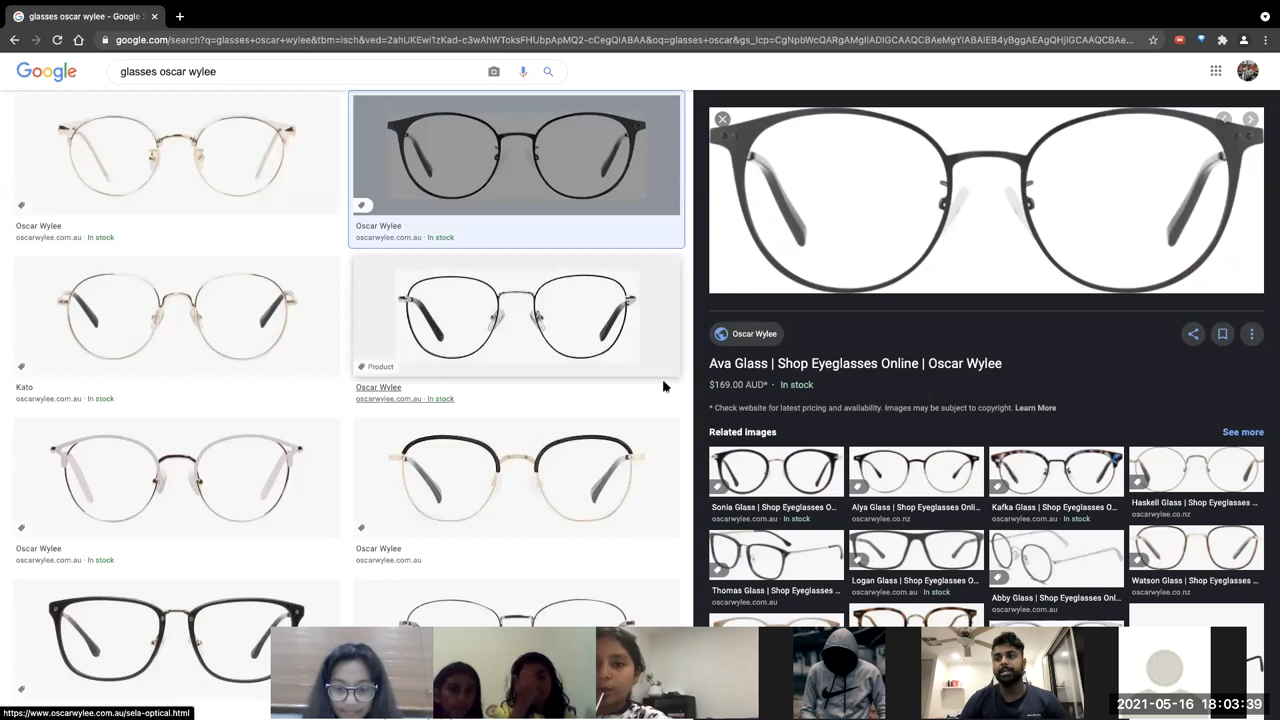 glasses oscar wylee - Google S
google.com/search?q=glasses+oscar+wylee&tbm=isch&ved=2ahUKEwi1zKad-c3wAhWToksFHUbpApMQ2-cCegQIABAA&oq=glasses+oscar&gs_lcp=CgNpbWcQARgAMgIIADIGCAAQCBAeMgYIABAIEB4yBggAEAgQHjIGCAAQCBAe...
Google
glasses oscar wylee
Oscar Wylee
oscarwylee.com.au · In stock
Oscar Wylee
oscarwylee.com.au · In stock
Kato
oscarwylee.com.au · In stock
Product
Oscar Wylee
oscarwylee.com.au · In stock
Oscar Wylee
oscarwylee.com.au · In stock
Oscar Wylee
oscarwylee.com.au
Oscar Wylee
Ava Glass | Shop Eyeglasses Online | Oscar Wylee
$169.00 AUD* · In stock
* Check website for latest pricing and availability. Images may be subject to copyright. Learn More
Related images
See more
Sonia Glass | Shop Eyeglasses O...
oscarwylee.com.au · In stock
Alya Glass | Shop Eyeglasses Onli...
oscarwylee.co.nz
Kafka Glass | Shop Eyeglasses O...
oscarwylee.com.au · In stock
Haskell Glass | Shop Eyeglasses ...
oscarwylee.co.nz
Thomas Glass | Shop Eyeglasses ...
oscarwylee.com.au
Logan Glass | Shop Eyeglasses O...
oscarwylee.com.au · In stock
Abby Glass | Shop Eyeglasses Onl...
oscarwylee.com.au
Watson Glass | Shop Eyeglasses ...
oscarwylee.co.nz
https://www.oscarwylee.com.au/sela-optical.html
2021-05-16 18:03:39